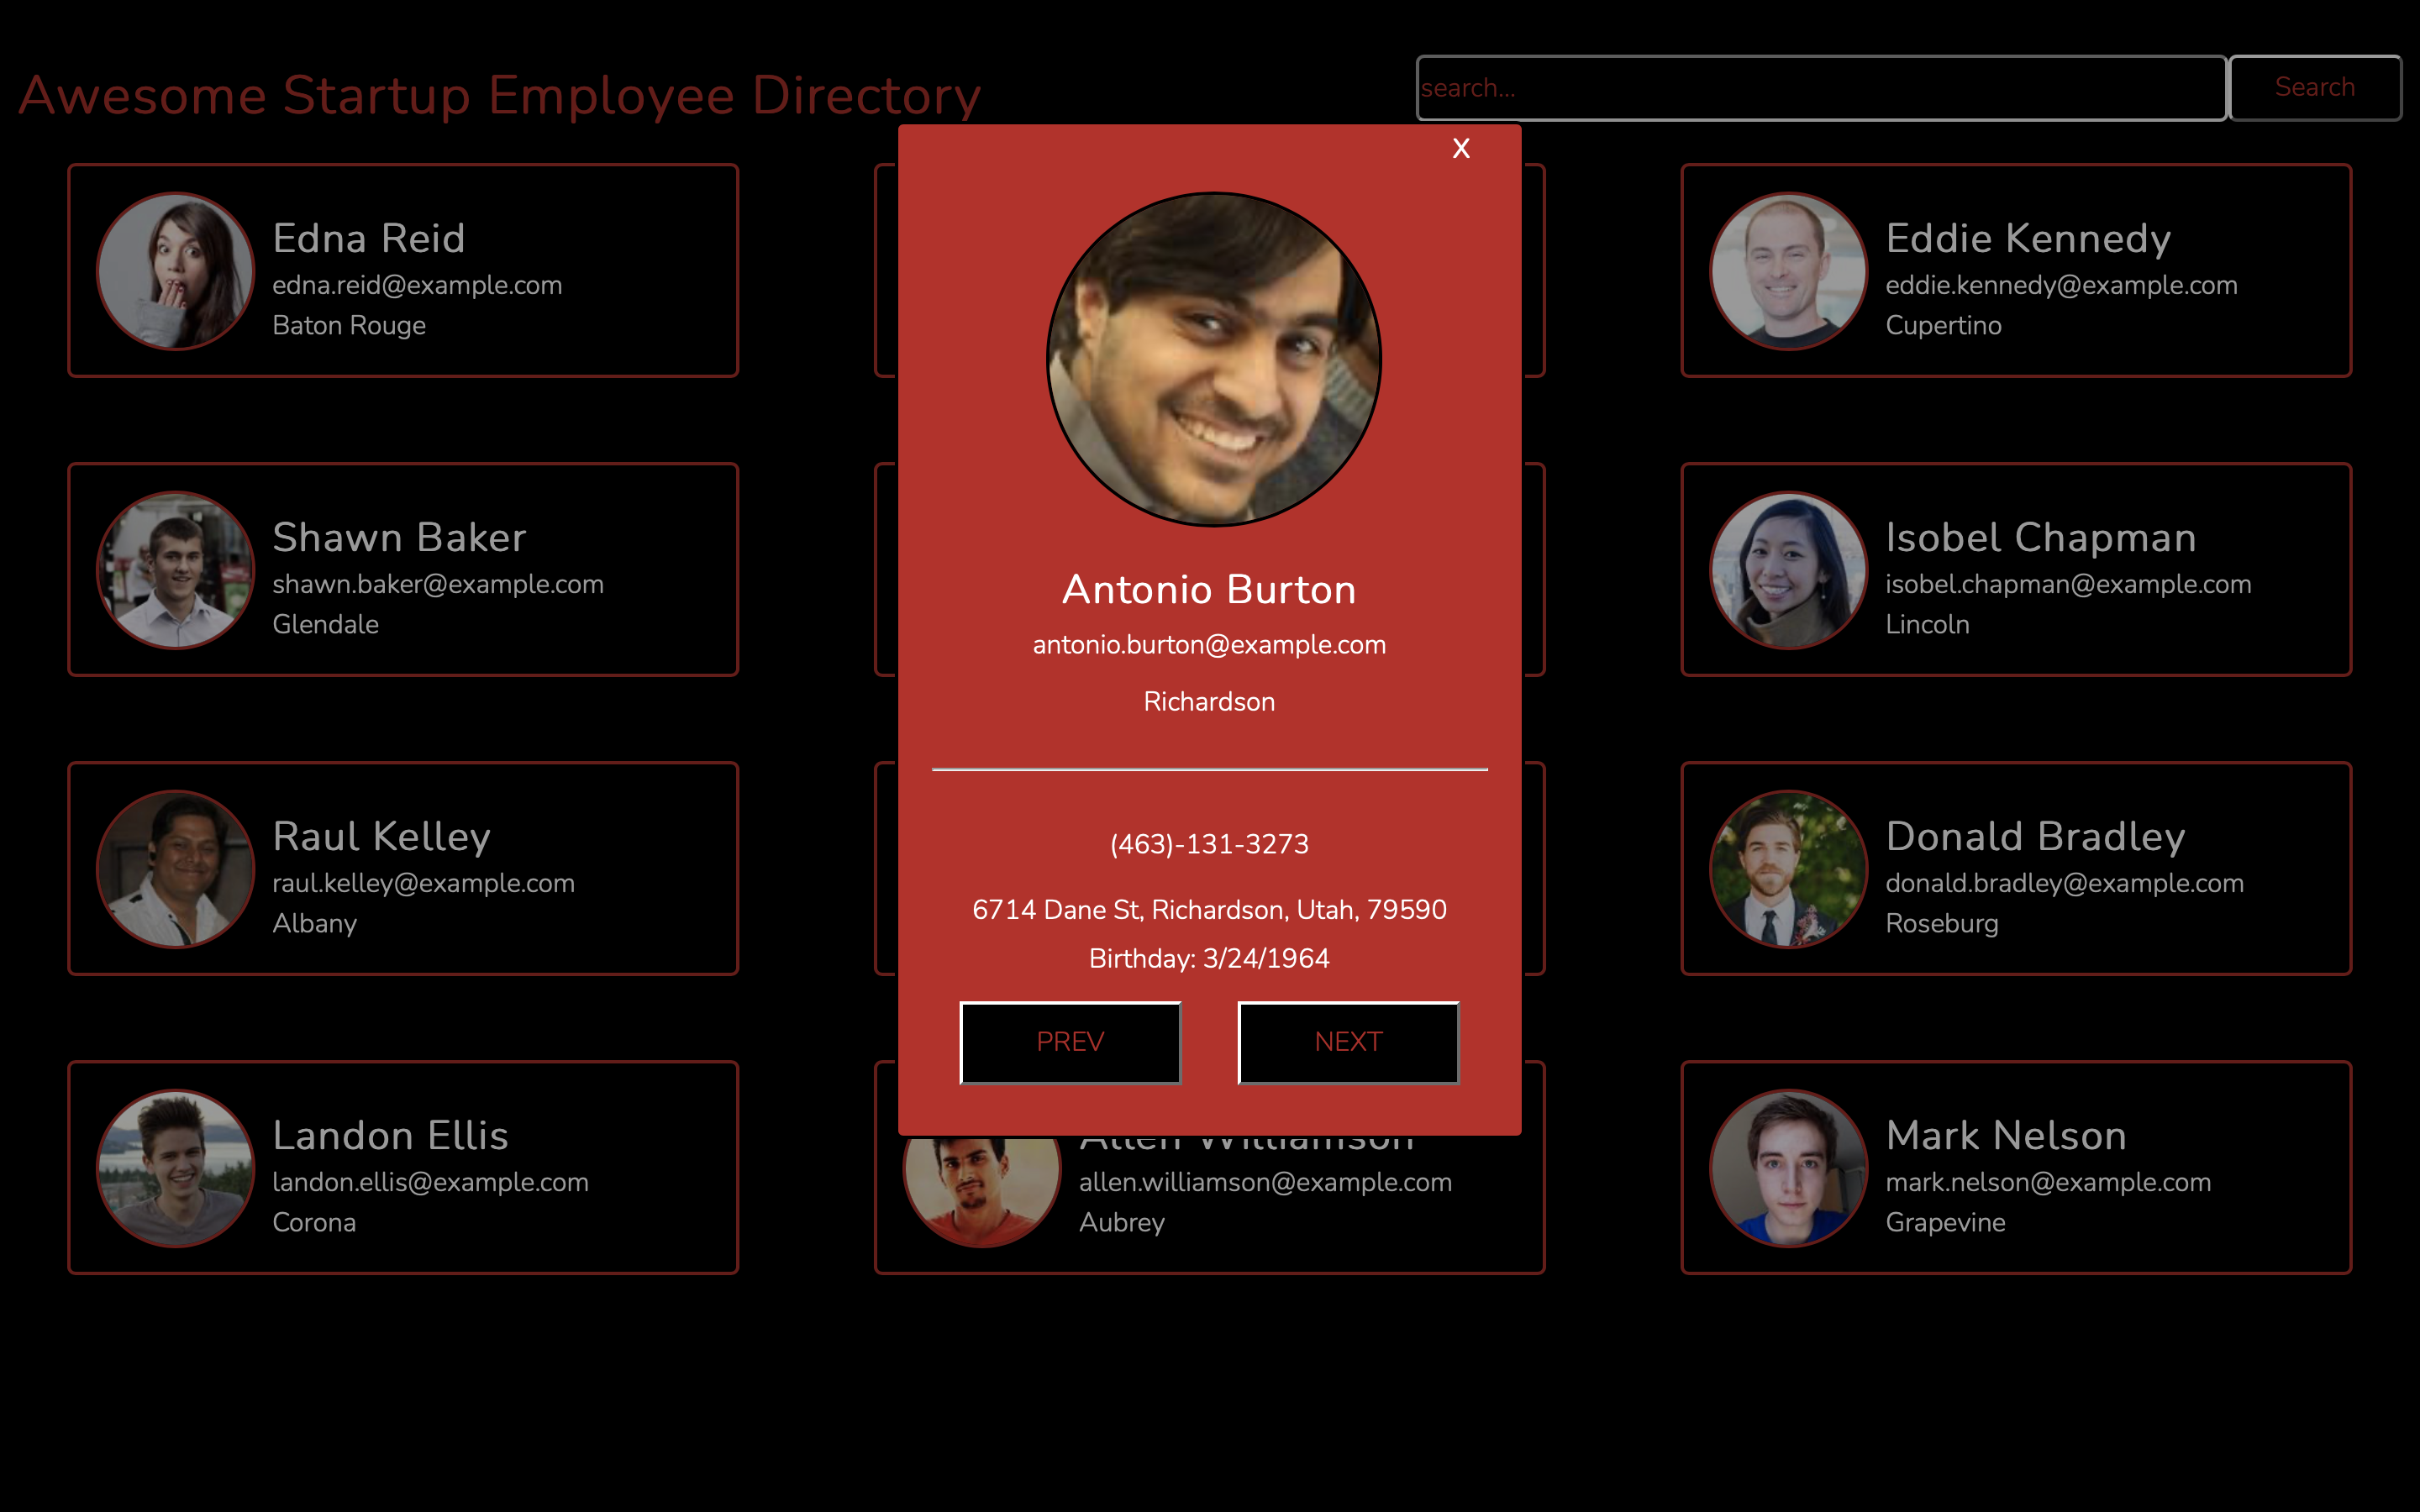 Awesome Startup Employee Directory
search...
Search
X
Edna Reid
edna.reid@example.com
Baton Rouge
Eddie Kennedy
eddie.kennedy@example.com
Cupertino
Shawn Baker
shawn.baker@example.com
Glendale
Antonio Burton
antonio.burton@example.com
Richardson
(463)-131-3273
6714 Dane St, Richardson, Utah, 79590
Birthday: 3/24/1964
PREV
NEXT
Isobel Chapman
isobel.chapman@example.com
Lincoln
Raul Kelley
raul.kelley@example.com
Albany
Donald Bradley
donald.bradley@example.com
Roseburg
Landon Ellis
landon.ellis@example.com
Corona
Allen Williamson
allen.williamson@example.com
Aubrey
Mark Nelson
mark.nelson@example.com
Grapevine